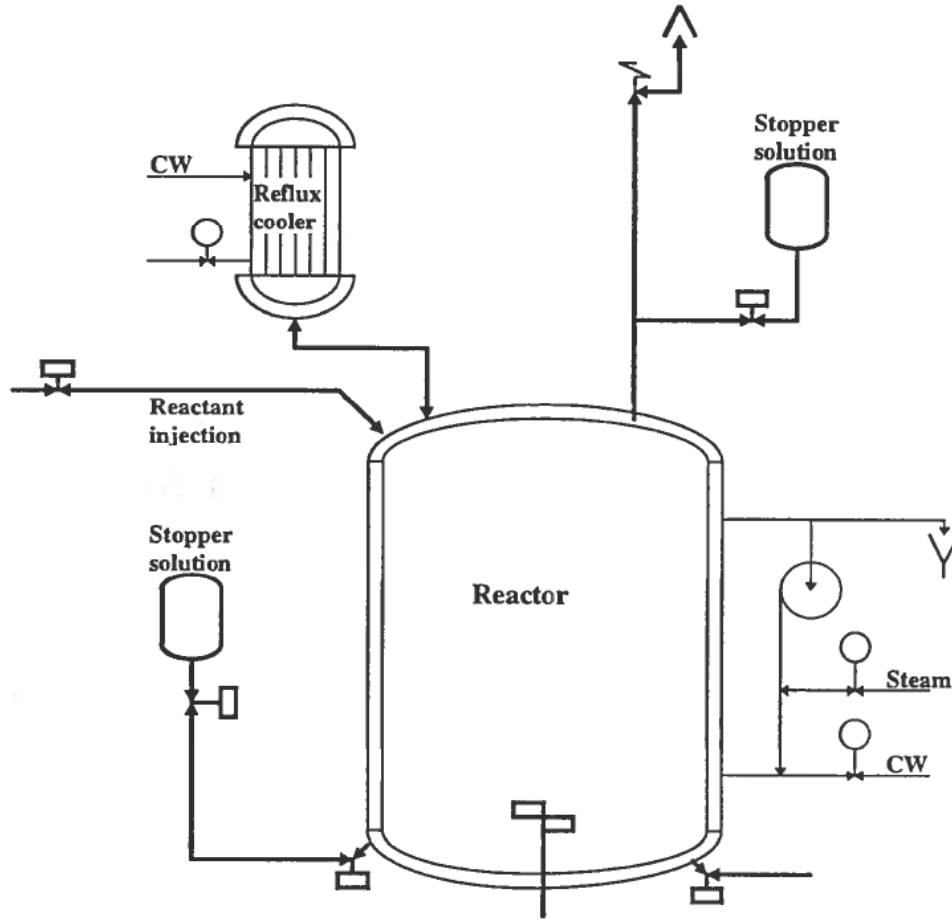 Stopper
solution
CW
Reflux
cooler
Reactant
injection
Stopper
solution
Reactor
Steam
CW